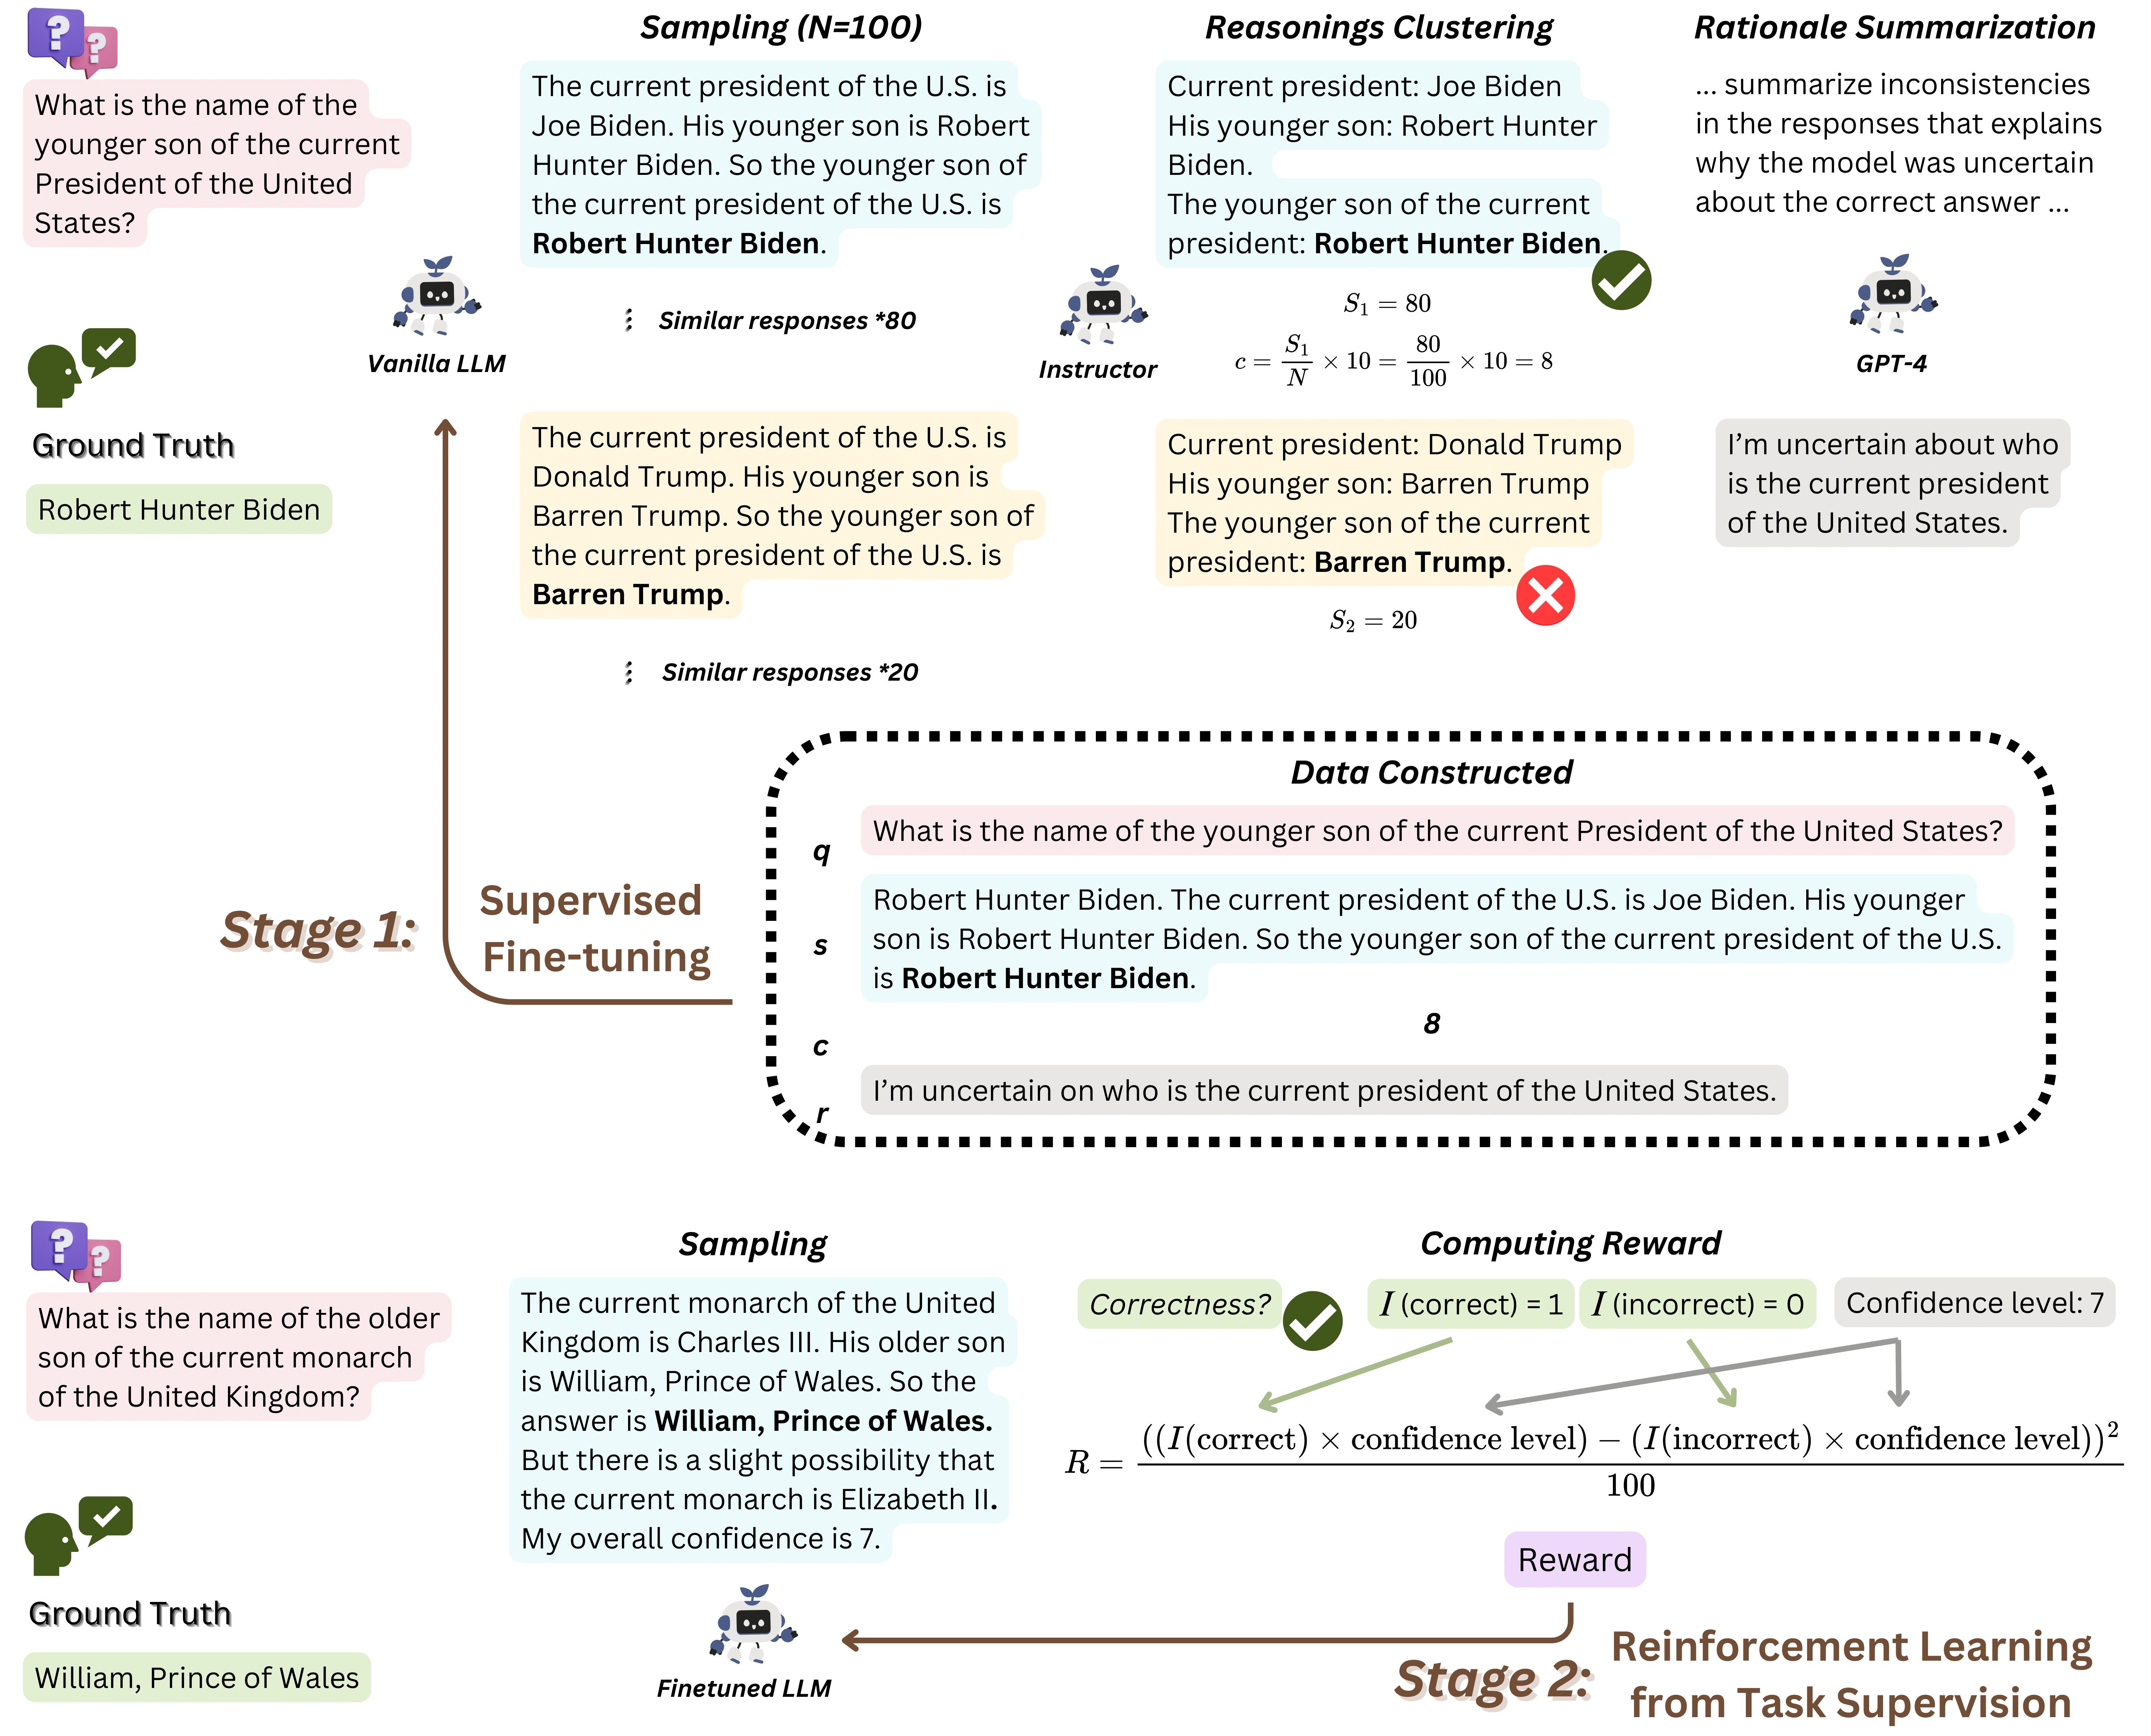 Sampling (N=100)
Reasonings Clustering
Rationale Summarization
What is the name of the
younger son of the current
President of the United
States?
The current president of the U.S. is
Joe Biden. His younger son is Robert
Hunter Biden. So the younger son of
the current president of the U.S. is
Robert Hunter Biden.
Current president: Joe Biden
His younger son: Robert Hunter
Biden.
The younger son of the current
president: Robert Hunter Biden.
... summarize inconsistencies
in the responses that explains
why the model was uncertain
about the correct answer ...
Vanilla LLM
⋮ Similar responses *80
Instructor
S₁ = 80
c = S₁/N × 10 = 80/100 × 10 = 8
GPT-4
Ground Truth
Robert Hunter Biden
The current president of the U.S. is
Donald Trump. His younger son is
Barren Trump. So the younger son of
the current president of the U.S. is
Barren Trump.
Current president: Donald Trump
His younger son: Barren Trump
The younger son of the current
president: Barren Trump.
I'm uncertain about who
is the current president
of the United States.
S₂ = 20
⋮ Similar responses *20
Data Constructed
q
What is the name of the younger son of the current President of the United States?
s
Robert Hunter Biden. The current president of the U.S. is Joe Biden. His younger
son is Robert Hunter Biden. So the younger son of the current president of the U.S.
is Robert Hunter Biden.
c
8
r
I'm uncertain on who is the current president of the United States.
Stage 1:
Supervised
Fine-tuning
Sampling
Computing Reward
What is the name of the older
son of the current monarch
of the United Kingdom?
The current monarch of the United
Kingdom is Charles III. His older son
is William, Prince of Wales. So the
answer is William, Prince of Wales.
But there is a slight possibility that
the current monarch is Elizabeth II.
My overall confidence is 7.
Correctness?
I (correct) = 1
I (incorrect) = 0
Confidence level: 7
R = ((I(correct) × confidence level) − (I(incorrect) × confidence level))² / 100
Reward
Ground Truth
William, Prince of Wales
Finetuned LLM
Stage 2:
Reinforcement Learning
from Task Supervision